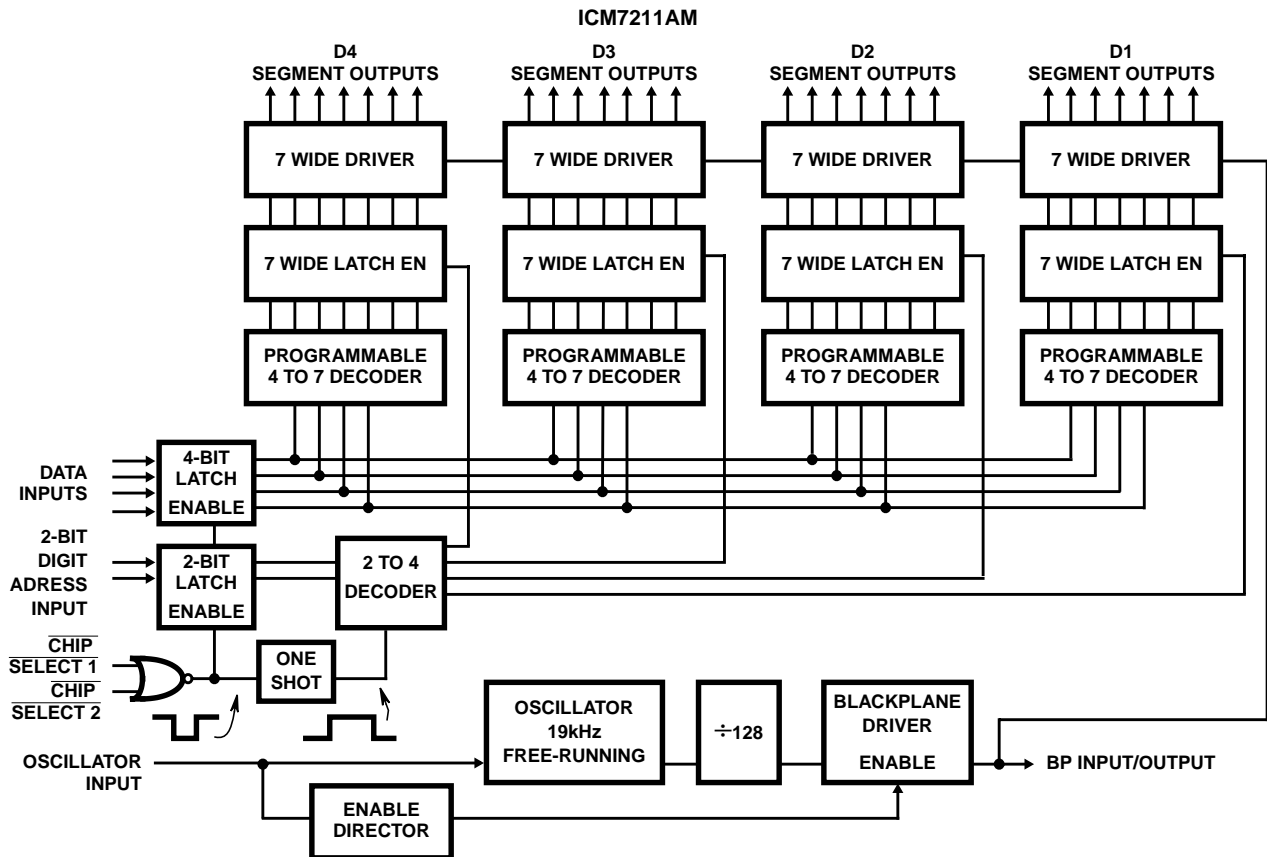 ICM7211AM
D4
SEGMENT OUTPUTS
D3
SEGMENT OUTPUTS
D2
SEGMENT OUTPUTS
D1
SEGMENT OUTPUTS
7 WIDE DRIVER
7 WIDE DRIVER
7 WIDE DRIVER
7 WIDE DRIVER
7 WIDE LATCH EN
7 WIDE LATCH EN
7 WIDE LATCH EN
7 WIDE LATCH EN
PROGRAMMABLE
4 TO 7 DECODER
PROGRAMMABLE
4 TO 7 DECODER
PROGRAMMABLE
4 TO 7 DECODER
PROGRAMMABLE
4 TO 7 DECODER
DATA
INPUTS
4-BIT
LATCH
ENABLE
2-BIT
DIGIT
ADRESS
INPUT
2-BIT
LATCH
ENABLE
2 TO 4
DECODER
CHIP
SELECT 1
CHIP
SELECT 2
ONE
SHOT
OSCILLATOR
19kHz
FREE-RUNNING
÷128
BLACKPLANE
DRIVER
ENABLE
OSCILLATOR
INPUT
BP INPUT/OUTPUT
ENABLE
DIRECTOR